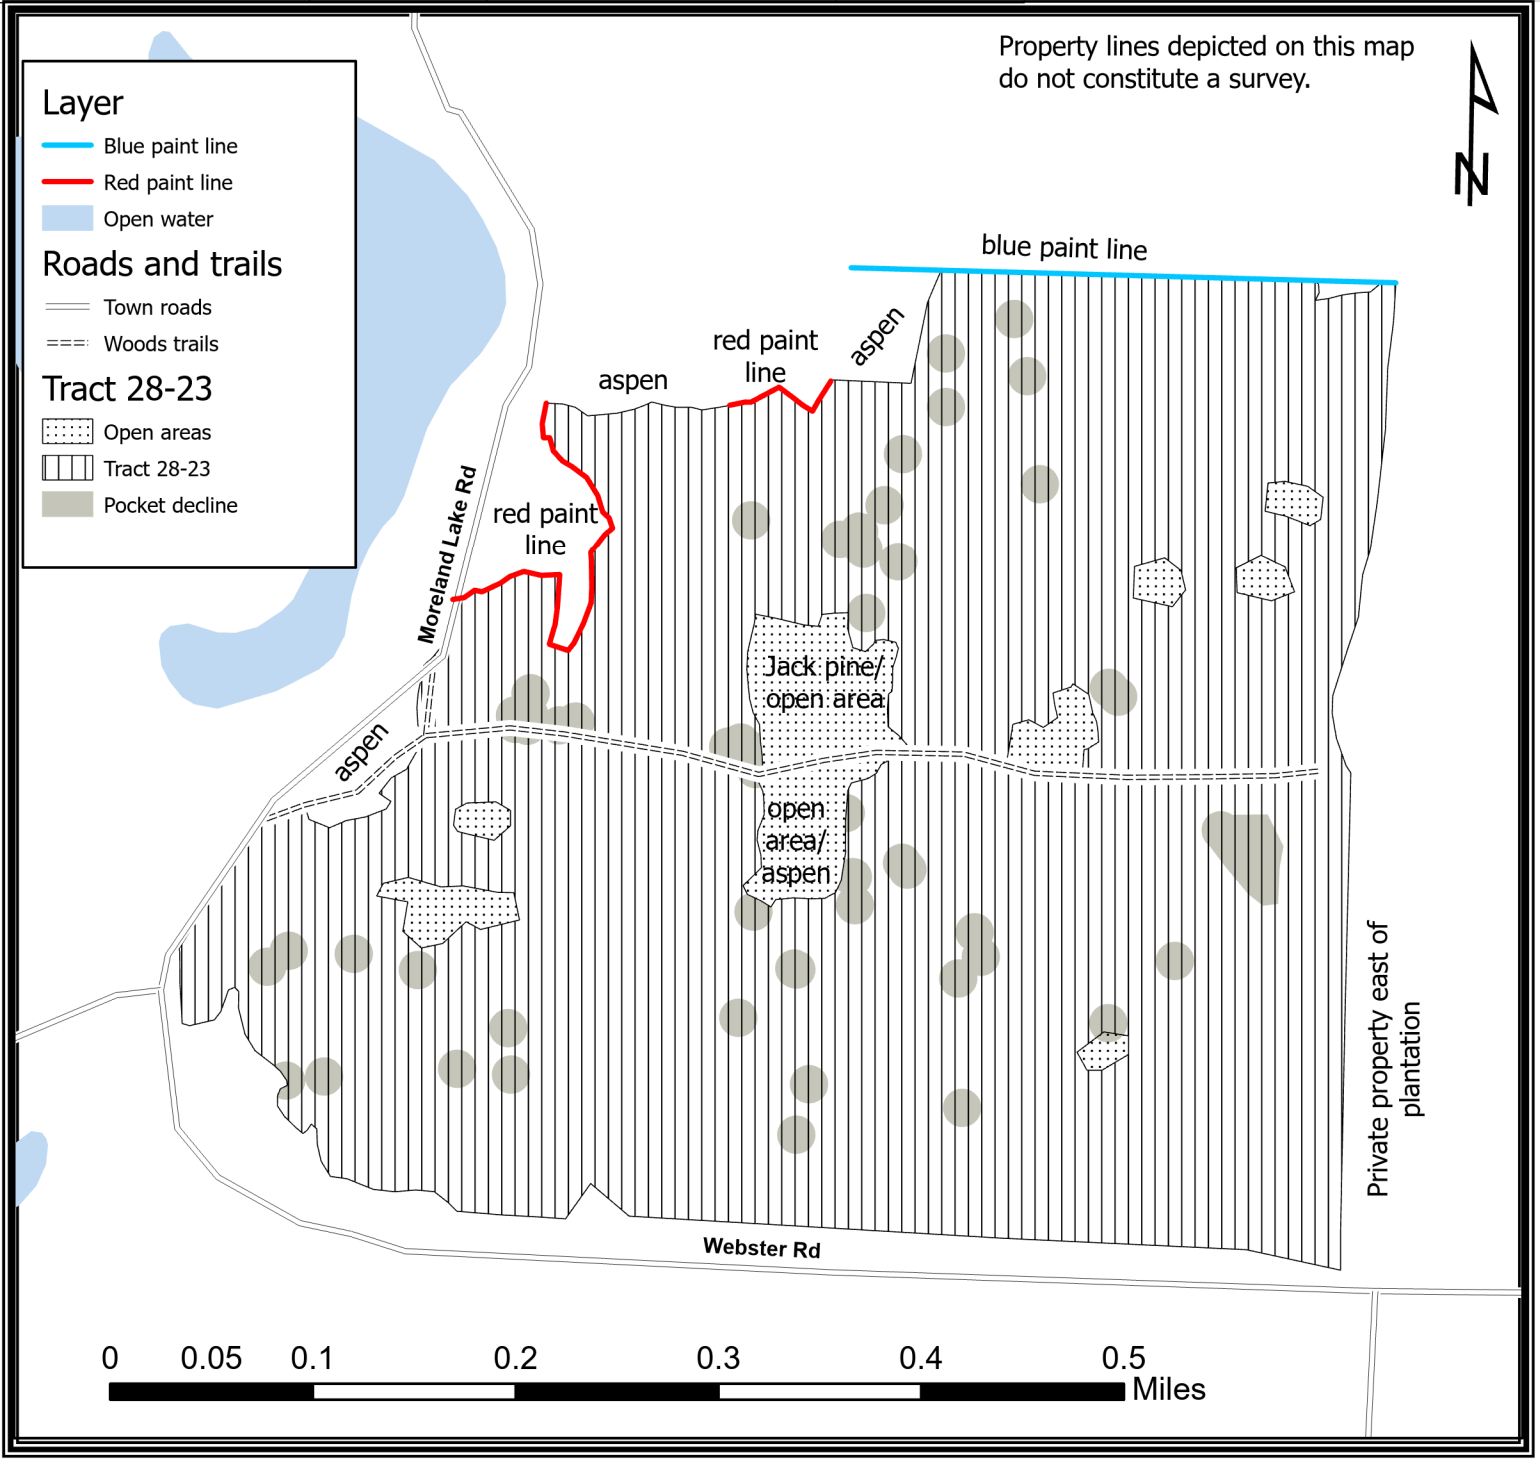 Property lines depicted on this map
do not constitute a survey.
N
Layer
Blue paint line
Red paint line
Open water
Roads and trails
Town roads
Woods trails
Tract 28-23
Open areas
Tract 28-23
Pocket decline
blue paint line
aspen
red paint
line
aspen
Moreland Lake Rd
red paint
line
Jack pine/
open area
aspen
open
area/
aspen
Private property east of
plantation
Webster Rd
0 0.05 0.1 0.2 0.3 0.4 0.5
Miles